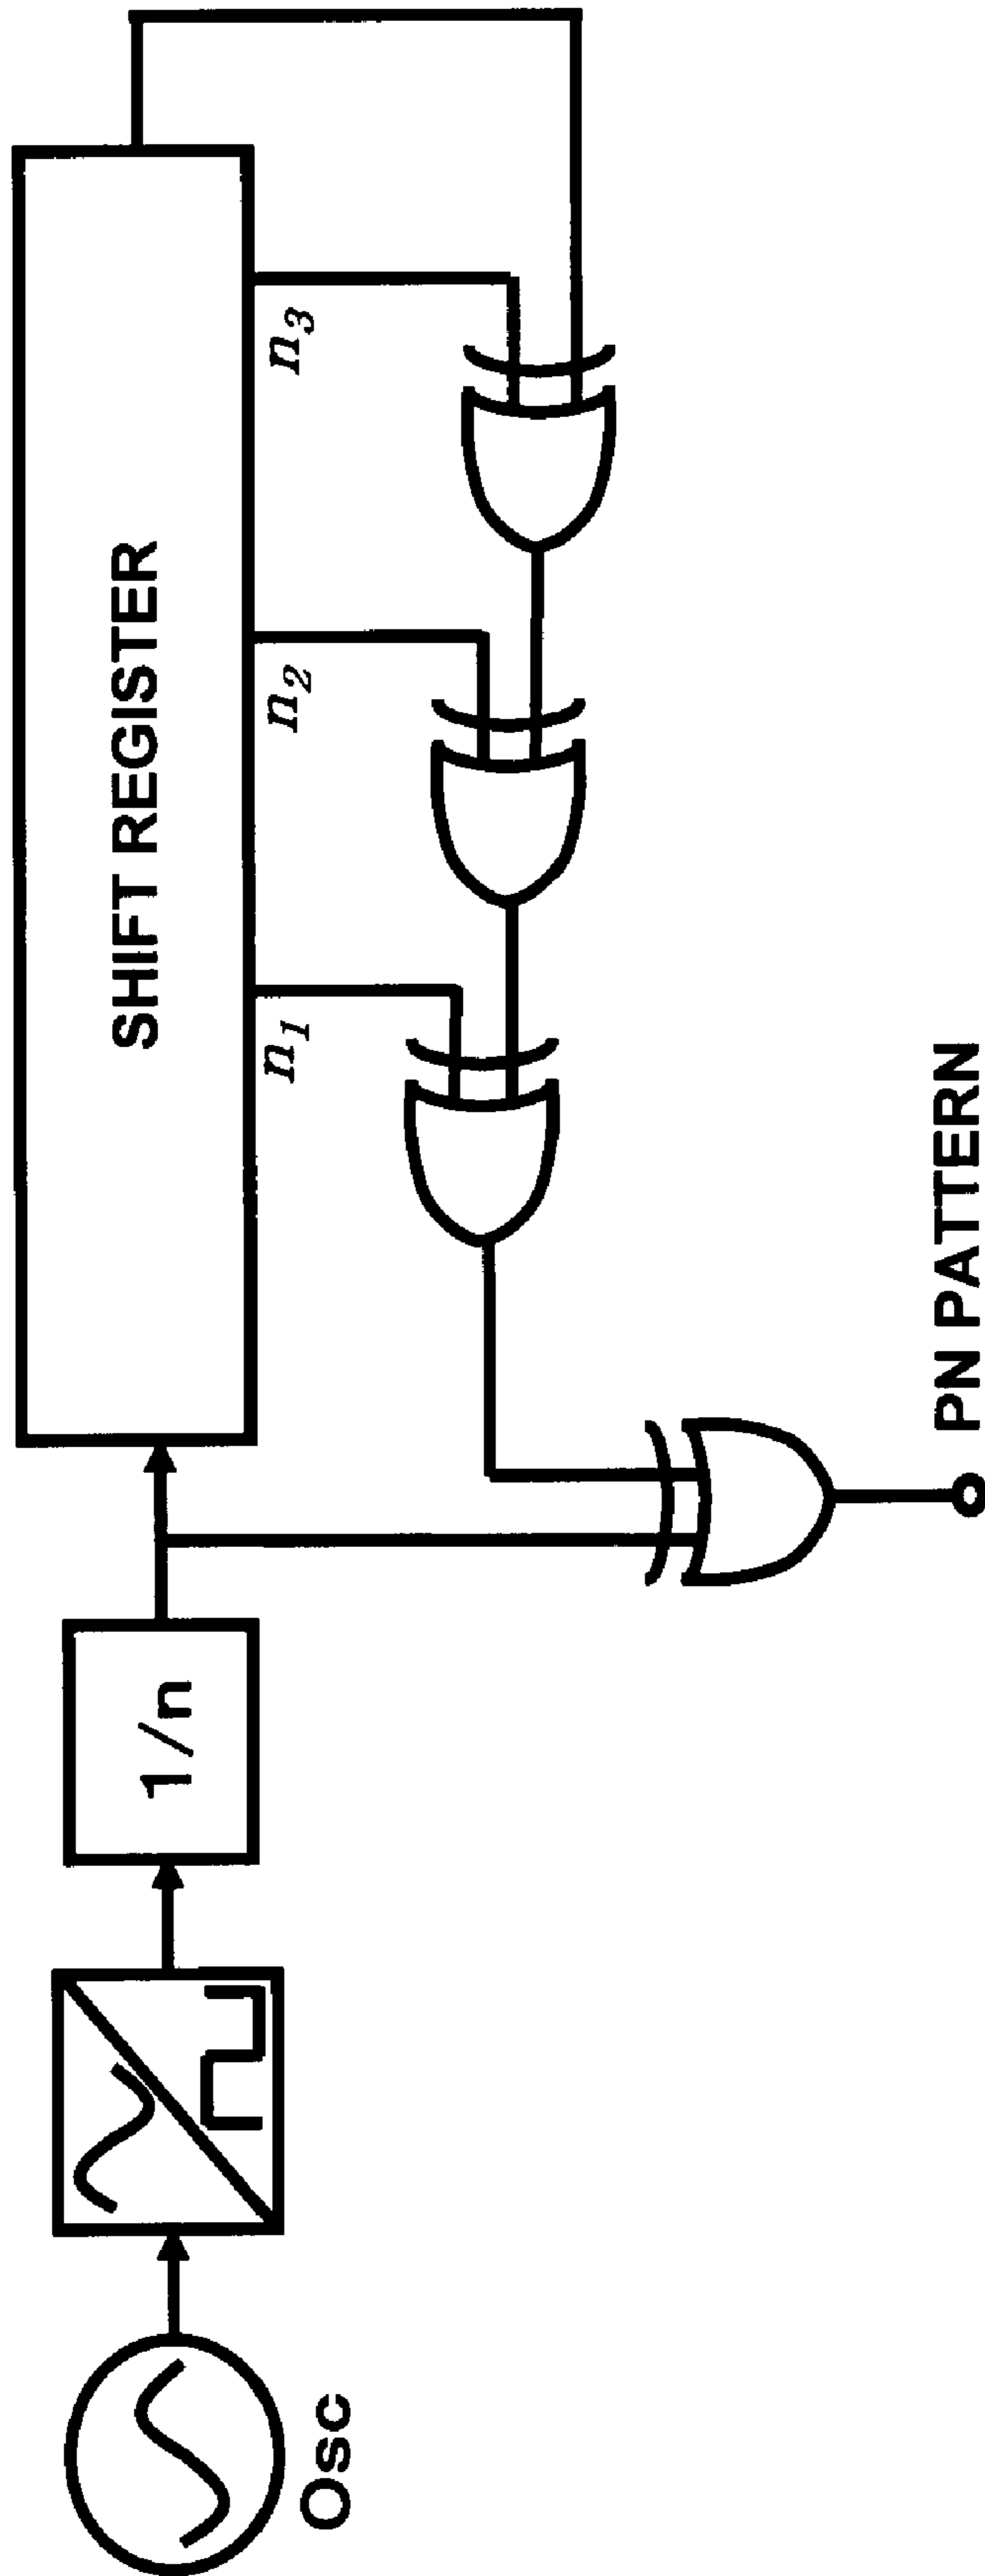 SHIFT REGISTER
1/n
n1
n2
n3
Osc
PN PATTERN